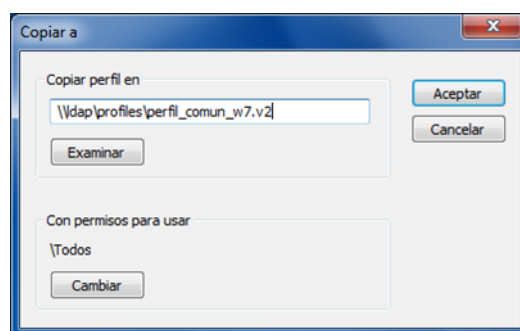 Copiar a
Copiar perfil en
\\ldap\profiles\perfil_comun_w7.v2
Aceptar
Examinar
Cancelar
Con permisos para usar
\Todos
Cambiar